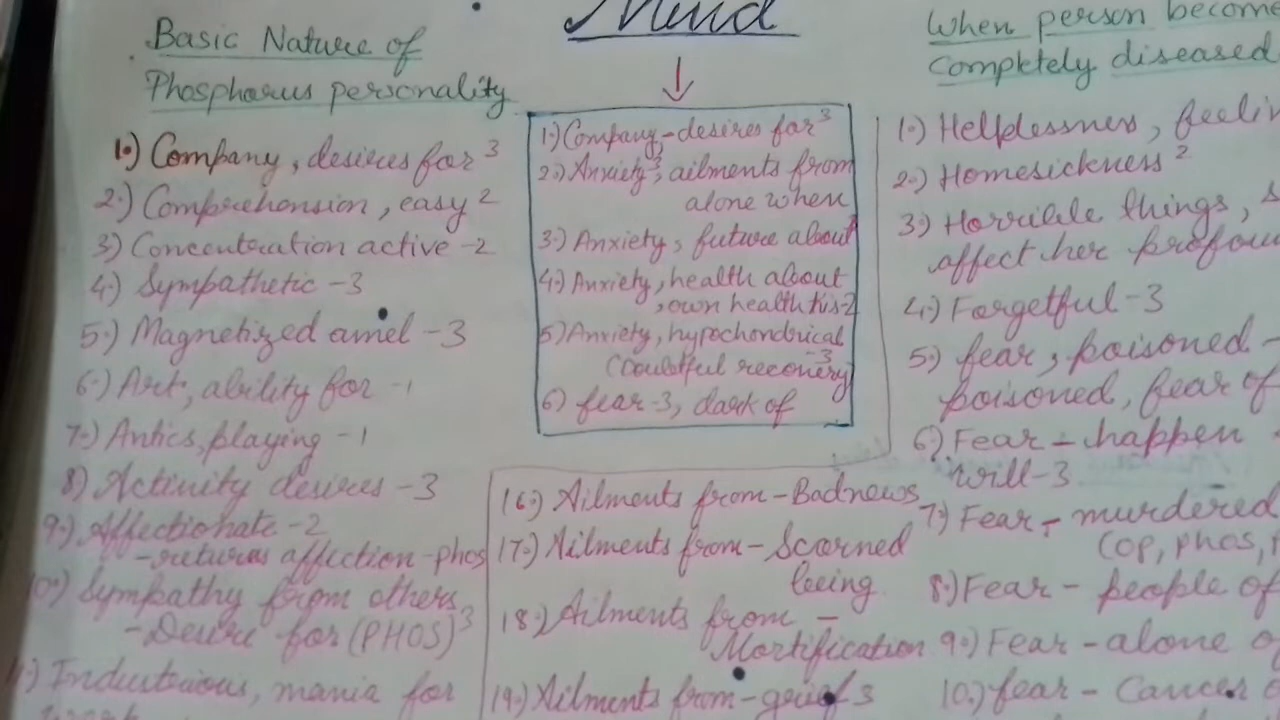 Mind
Basic Nature of
Phosphorus personality
1.) Company, desires for 3
2.) Comprehension, easy 2
3) Concenteration active -2
4.) Sympathetic -3
5.) Magnetized amel -3
6.) Art, ability for -1
7.) Antics, playing -1
8) Activity desires -3
9.) Affectionate -2
- returns affection -phos
10.) Sympathy from others
- Desire for (PHOS) 3
Industrious, mania for
1.) Company - desires for 3
2.) Anxiety 3, ailments from
alone when
3.) Anxiety, future about
4.) Anxiety, health about
, own health his -2
5) Anxiety, hypochondrical
-3
(Doubtful recovery
6) fear -3, dark of
16.) Ailments from - Badnews
17.) Ailments from - Scorned
being
18.) Ailments from -
Mortification
19.) Ailments from - grief 3
When person become
completely diseased
1.) Helplessness,
2.) Homesickness 2
3.) Horrible things,
affect her
4.) Forgetful -3
5.) fear, poisoned -
poisoned, fear of
6.) Fear - happen
will -3
7.) Fear - murdered
(op, phos,
8.) Fear - people of
9.) Fear - alone
10.) fear - Cancer